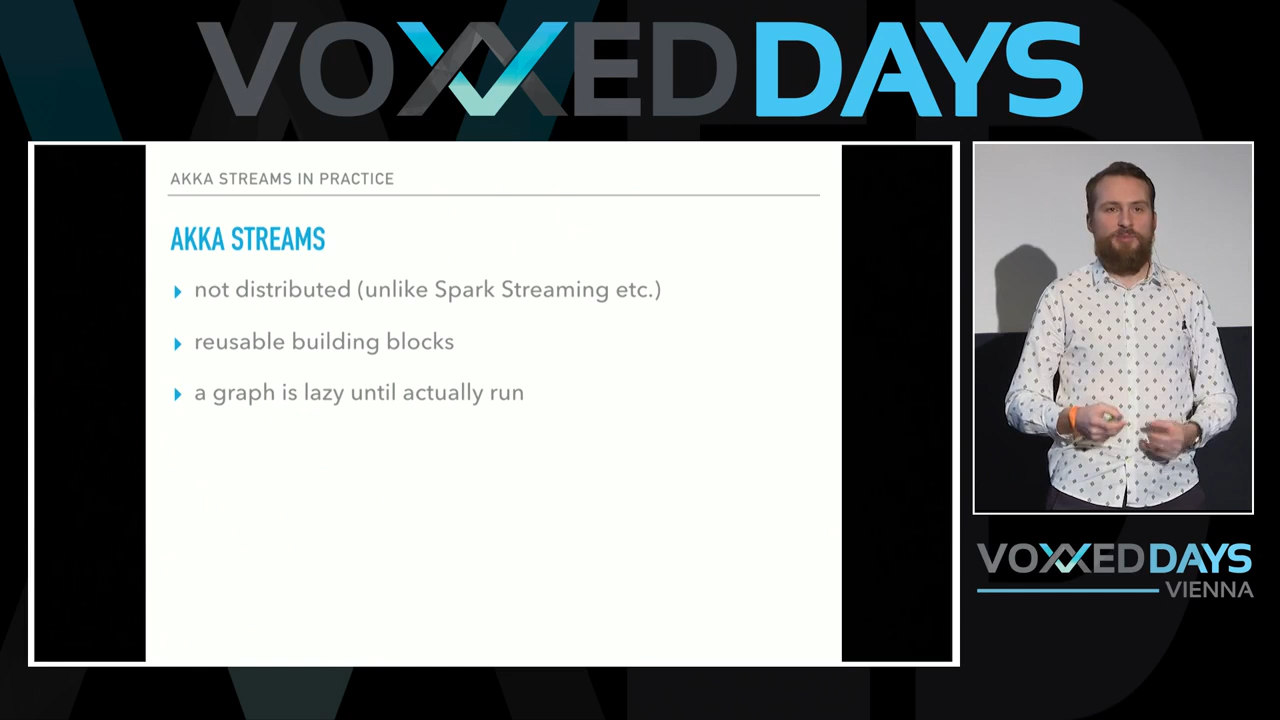 VOXXED DAYS
AKKA STREAMS IN PRACTICE
AKKA STREAMS
not distributed (unlike Spark Streaming etc.)
reusable building blocks
a graph is lazy until actually run
VOXXED DAYS
VIENNA